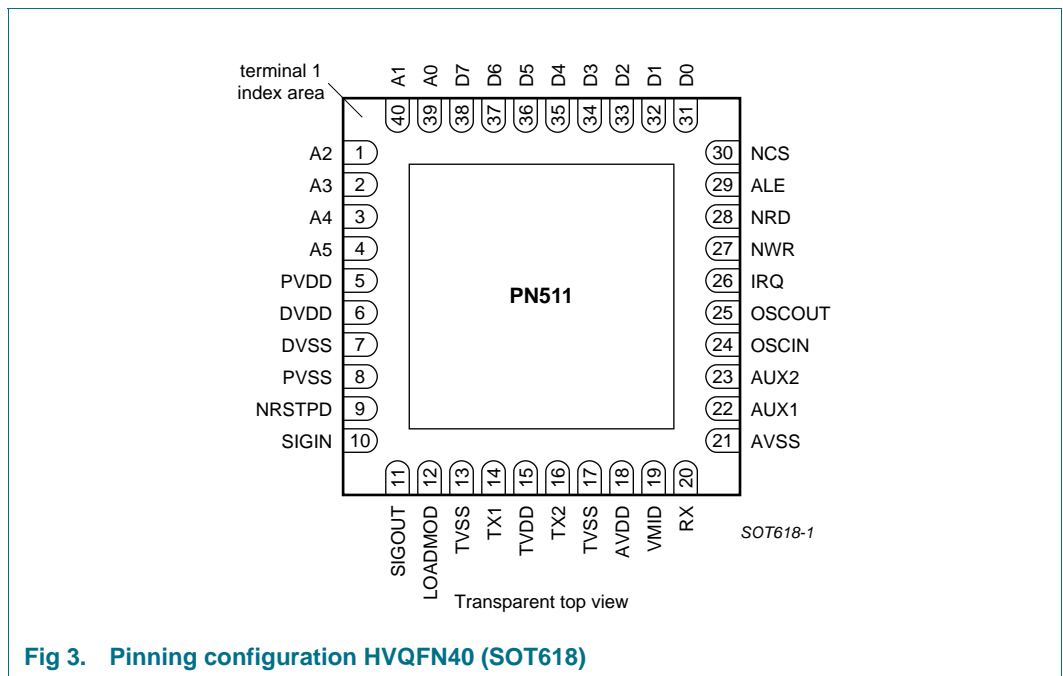 terminal 1
index area
A1 A0 D7 D6 D5 D4 D3 D2 D1 D0
40 39 38 37 36 35 34 33 32 31
A2 1
A3 2
A4 3
A5 4
PVDD 5
DVDD 6
DVSS 7
PVSS 8
NRSTPD 9
SIGIN 10
PN511
30 NCS
29 ALE
28 NRD
27 NWR
26 IRQ
25 OSCOUT
24 OSCIN
23 AUX2
22 AUX1
21 AVSS
11 12 13 14 15 16 17 18 19 20
SIGOUT LOADMOD TVSS TX1 TVDD TX2 TVSS AVDD VMID RX
SOT618-1
Transparent top view
Fig 3. Pinning configuration HVQFN40 (SOT618)